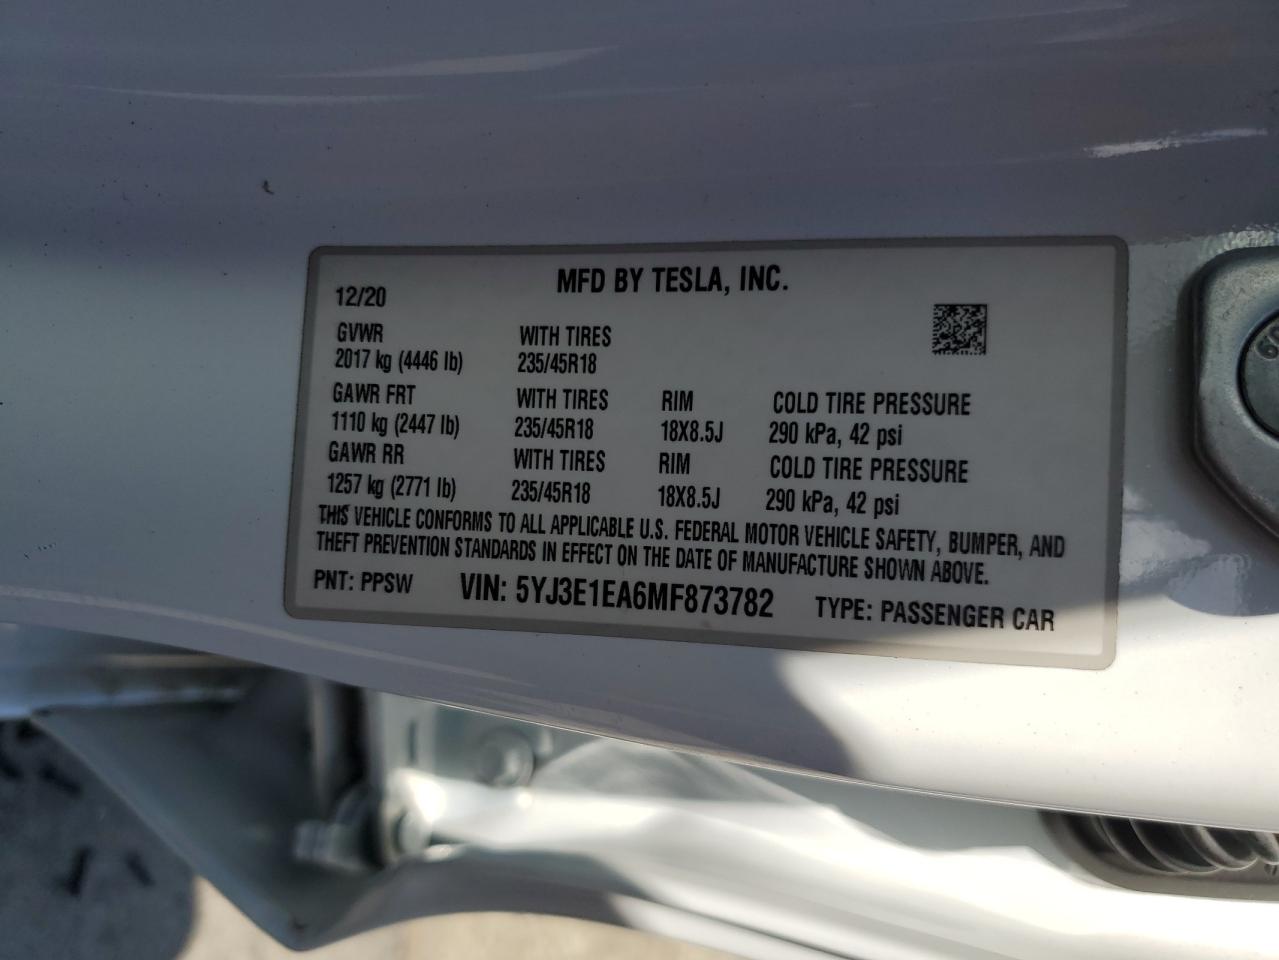 MFD BY TESLA, INC.
12/20
GVWR WITH TIRES
2017 kg (4446 lb) 235/45R18
GAWR FRT WITH TIRES RIM COLD TIRE PRESSURE
1110 kg (2447 lb) 235/45R18 18X8.5J 290 kPa, 42 psi
GAWR RR WITH TIRES RIM COLD TIRE PRESSURE
1257 kg (2771 lb) 235/45R18 18X8.5J 290 kPa, 42 psi
THIS VEHICLE CONFORMS TO ALL APPLICABLE U.S. FEDERAL MOTOR VEHICLE SAFETY, BUMPER, AND
THEFT PREVENTION STANDARDS IN EFFECT ON THE DATE OF MANUFACTURE SHOWN ABOVE.
PNT: PPSW VIN: 5YJ3E1EA6MF873782 TYPE: PASSENGER CAR